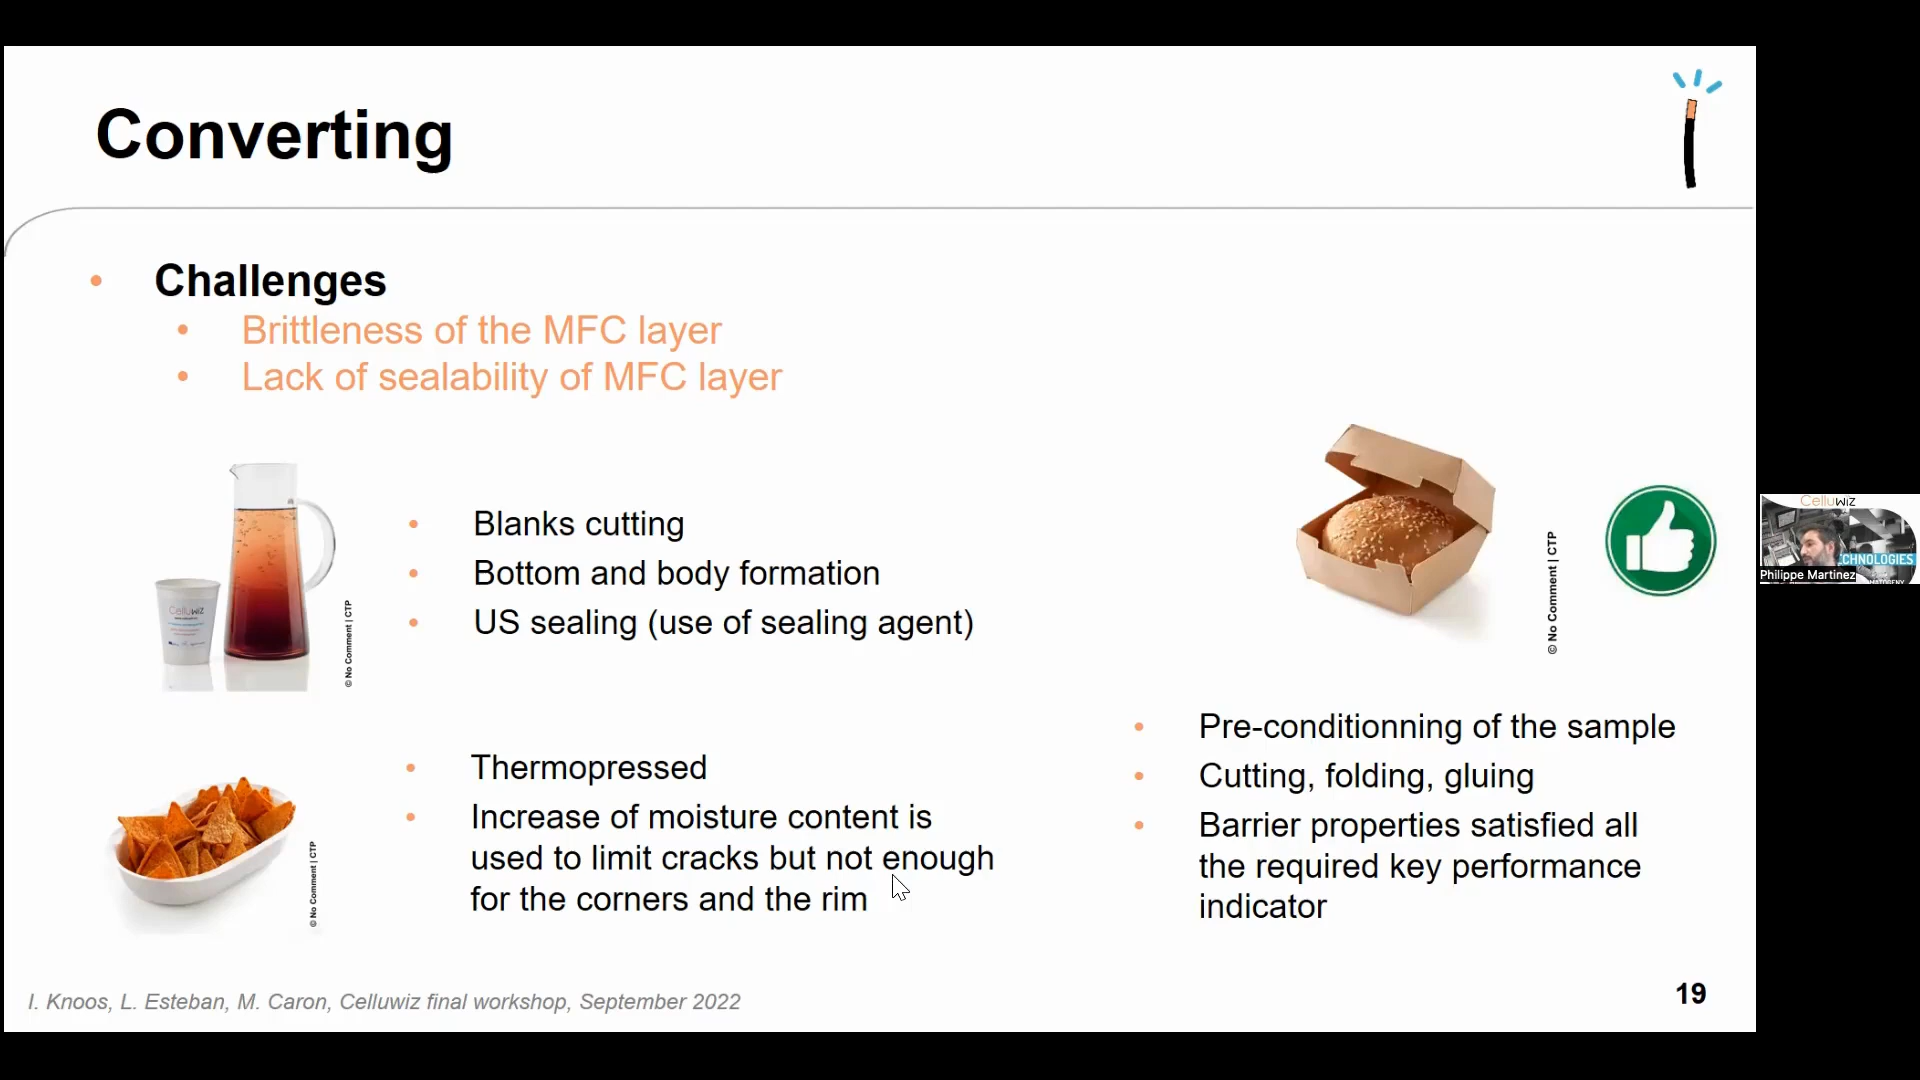 Converting
Challenges
Brittleness of the MFC layer
Lack of sealability of MFC layer
Blanks cutting
Bottom and body formation
US sealing (use of sealing agent)
Celluwiz
© No Comment | CTP
Thermopressed
Increase of moisture content is
used to limit cracks but not enough
for the corners and the rim
© No Comment | CTP
© No Comment | CTP
Pre-conditionning of the sample
Cutting, folding, gluing
Barrier properties satisfied all
the required key performance
indicator
I. Knoos, L. Esteban, M. Caron, Celluwiz final workshop, September 2022
19
Celluwiz
ECHNOLOGIES
Philippe Martinez